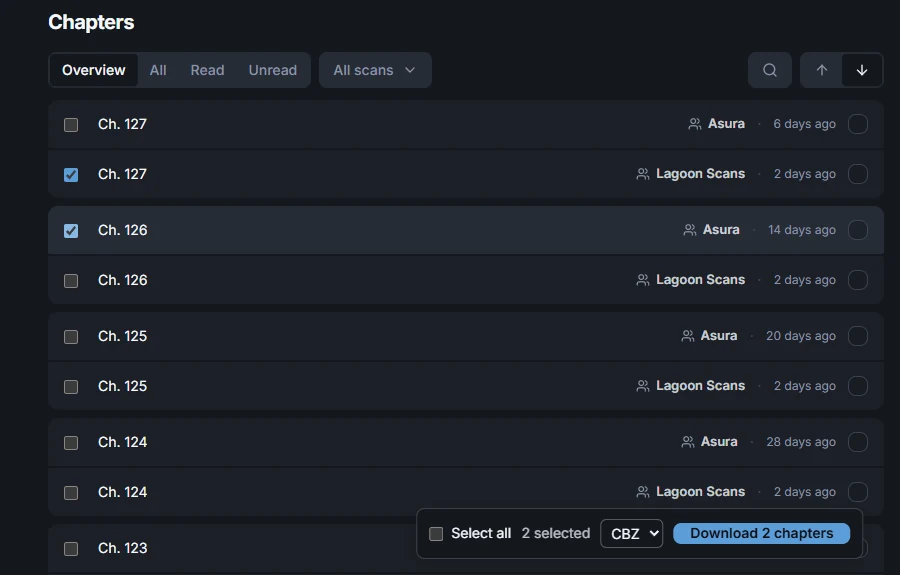 Chapters
Overview All Read Unread All scans
Ch. 127 Asura · 6 days ago
Ch. 127 Lagoon Scans · 2 days ago
Ch. 126 Asura · 14 days ago
Ch. 126 Lagoon Scans · 2 days ago
Ch. 125 Asura · 20 days ago
Ch. 125 Lagoon Scans · 2 days ago
Ch. 124 Asura · 28 days ago
Ch. 124 Lagoon Scans · 2 days ago
Ch. 123
Select all 2 selected CBZ Download 2 chapters